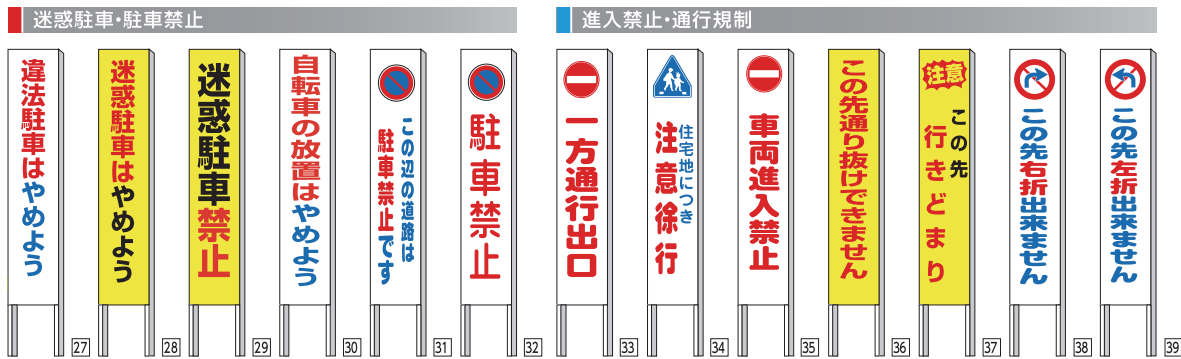 迷惑駐車・駐車禁止
進入禁止・通行規制
違法駐車はやめよう
27
迷惑駐車はやめよう
28
迷惑駐車禁止
29
自転車の放置はやめよう
30
この辺の道路は
駐車禁止です
31
駐車禁止
32
一方通行出口
33
住宅地につき
注意徐行
34
車両進入禁止
35
この先通り抜けできません
36
注意
この先
行きどまり
37
この先右折出来ません
38
この先左折出来ません
39